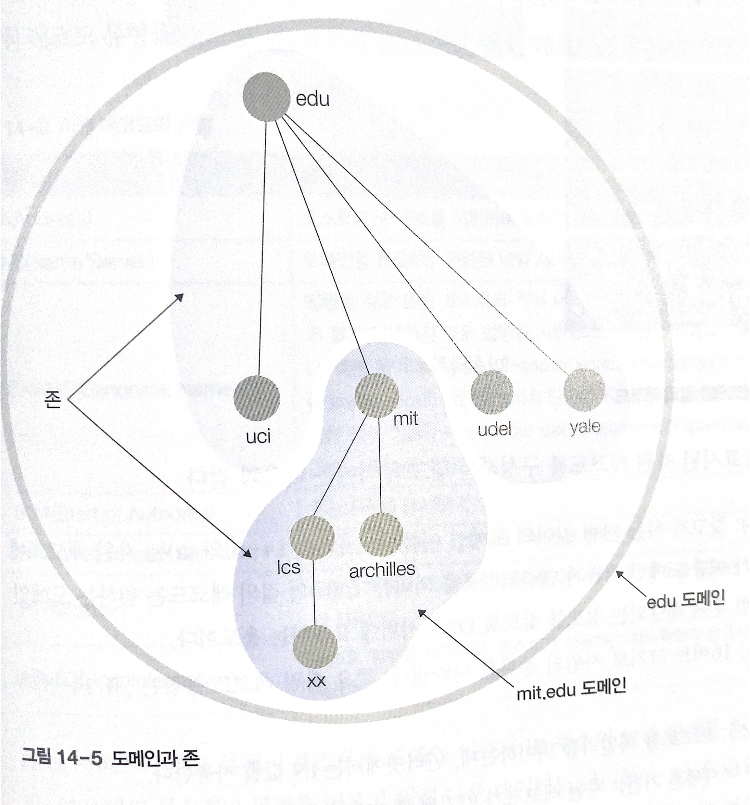 edu
존
uci
mit
udel
yale
lcs
archilles
xx
edu 도메인
mit.edu 도메인
그림 14-5 도메인과 존